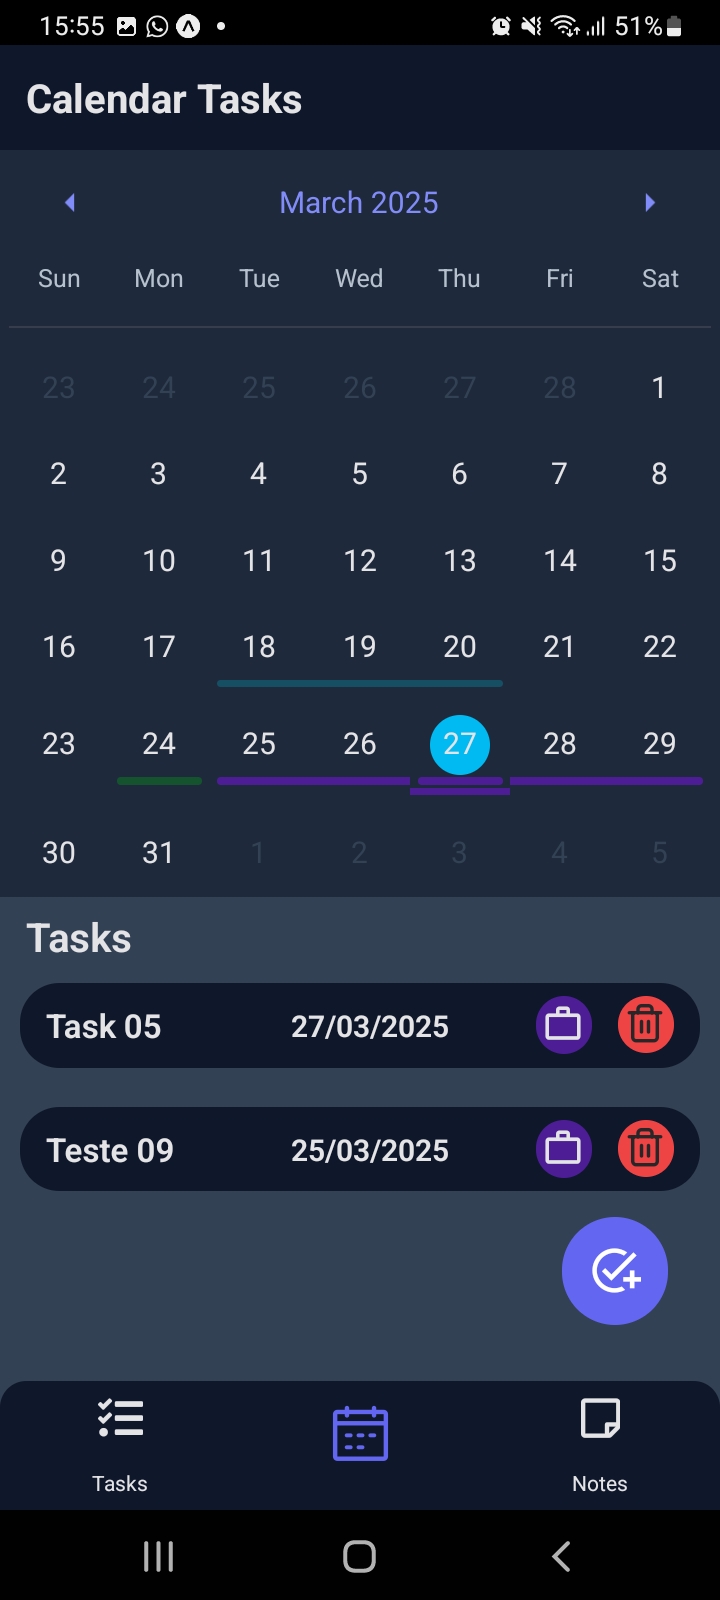 15:55 51%
Calendar Tasks
March 2025
Sun Mon Tue Wed Thu Fri Sat
23 24 25 26 27 28 1
2 3 4 5 6 7 8
9 10 11 12 13 14 15
16 17 18 19 20 21 22
23 24 25 26 27 28 29
30 31 1 2 3 4 5
Tasks
Task 05 27/03/2025
Teste 09 25/03/2025
Tasks Notes